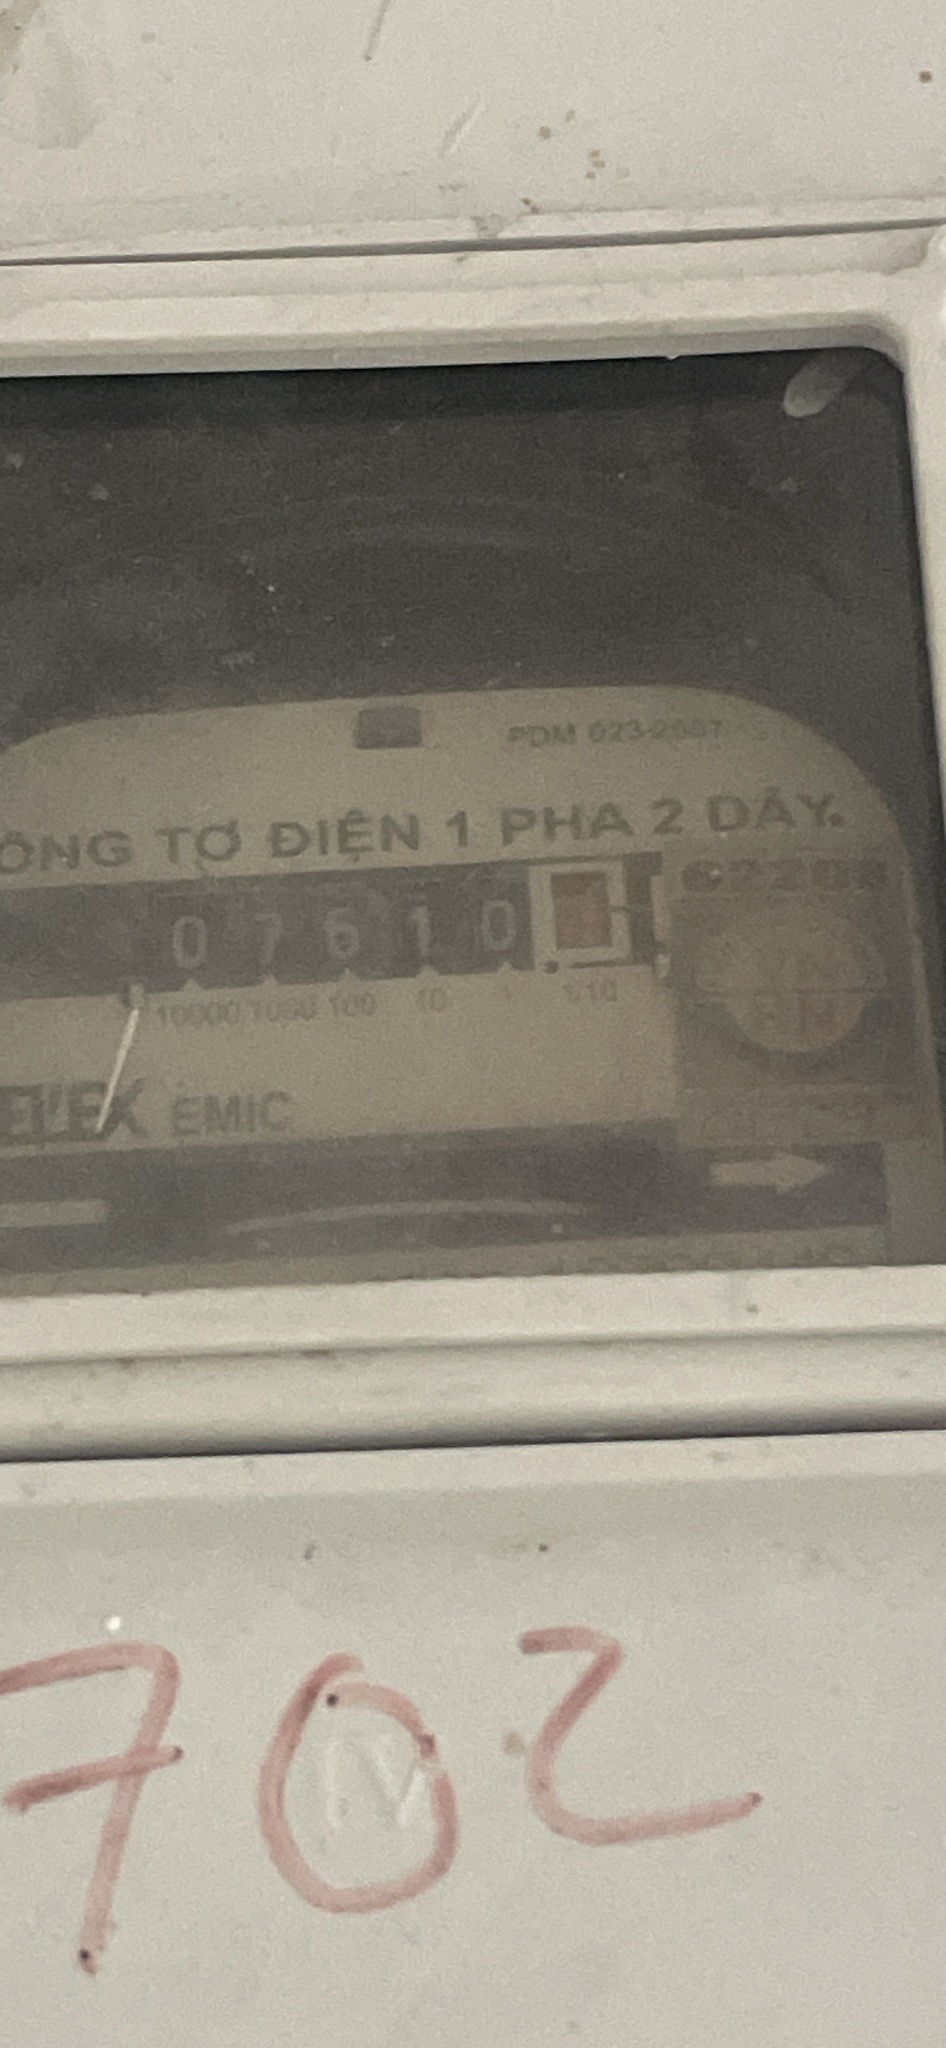 PDM 023-2007
ÔNG TƠ ĐIỆN 1 PHA 2 DÂY.
0 7 6 1 0
10000 1000 100 10 1 1/10
EMIC
702